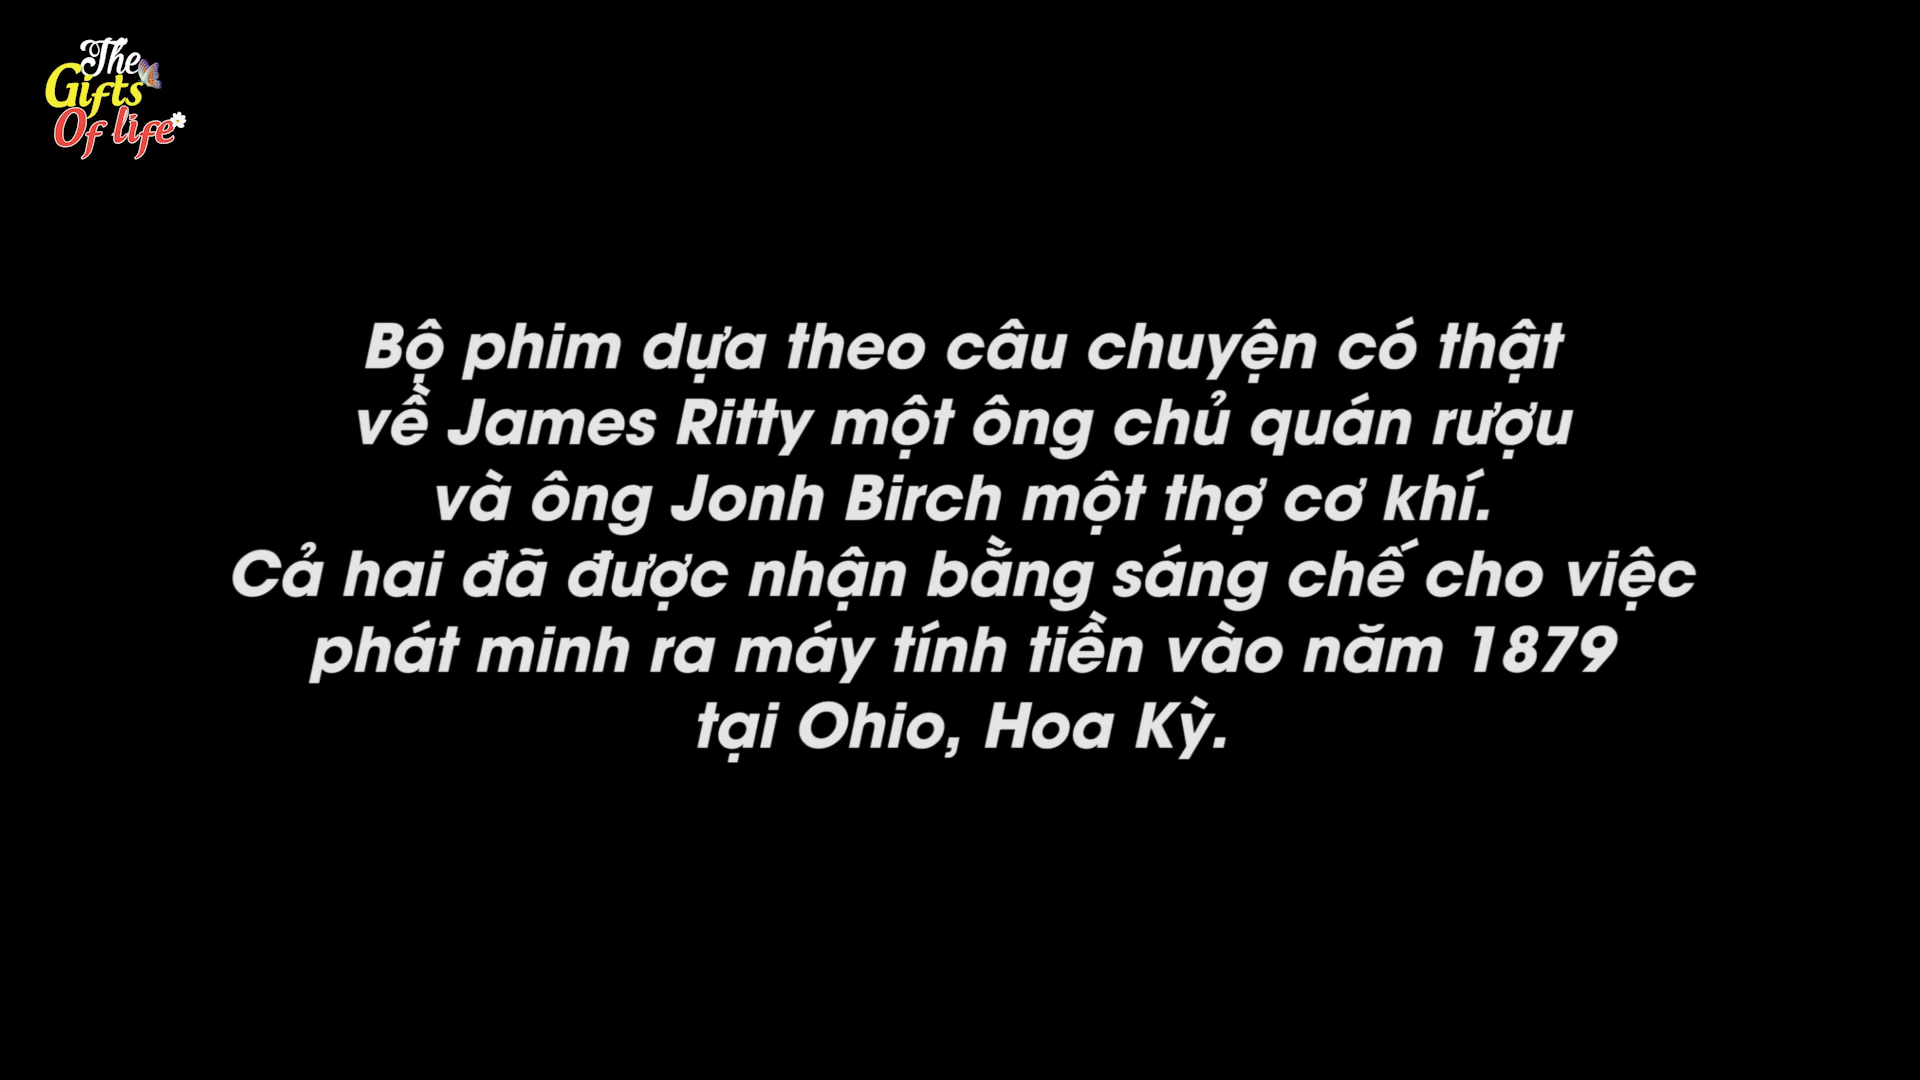 The
Gifts
Of life
Bộ phim dựa theo câu chuyện có thật
về James Ritty một ông chủ quán rượu
và ông Jonh Birch một thợ cơ khí.
Cả hai đã được nhận bằng sáng chế cho việc
phát minh ra máy tính tiền vào năm 1879
tại Ohio, Hoa Kỳ.